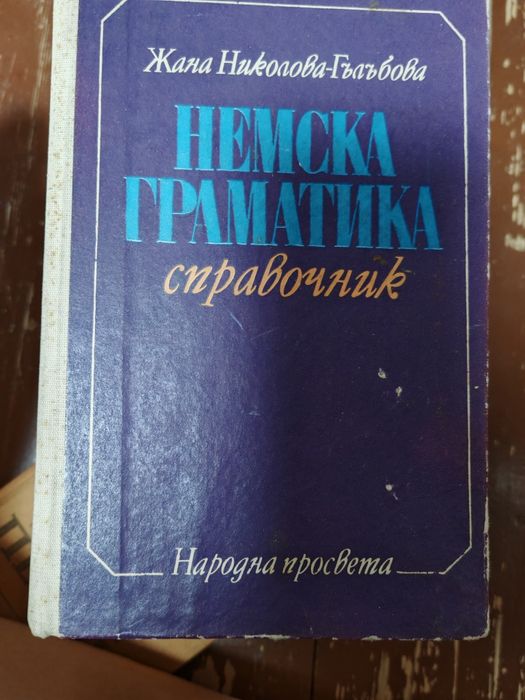 Жана Николова-Гълъбова
НЕМСКА
ГРАМАТИКА
справочник
Народна просвета